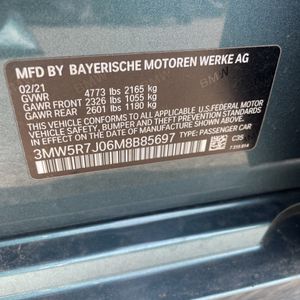 MFD BY BAYERISCHE MOTOREN WERKE AG
02/21
GVWR 4773 lbs 2165 kg
GAWR FRONT 2326 lbs 1055 kg
GAWR REAR 2601 lbs 1180 kg
THIS VEHICLE CONFORMS TO ALL APPLICABLE U.S.FEDERAL MOTOR
VEHICLE SAFETY, BUMPER, AND THEFT PREVENTION STANDARDS
IN EFFECT ON THE DATE OF MANUFACTURE SHOWN ABOVE.
3MW5R7J06M8B85697 TYPE: PASSENGER CAR
C35